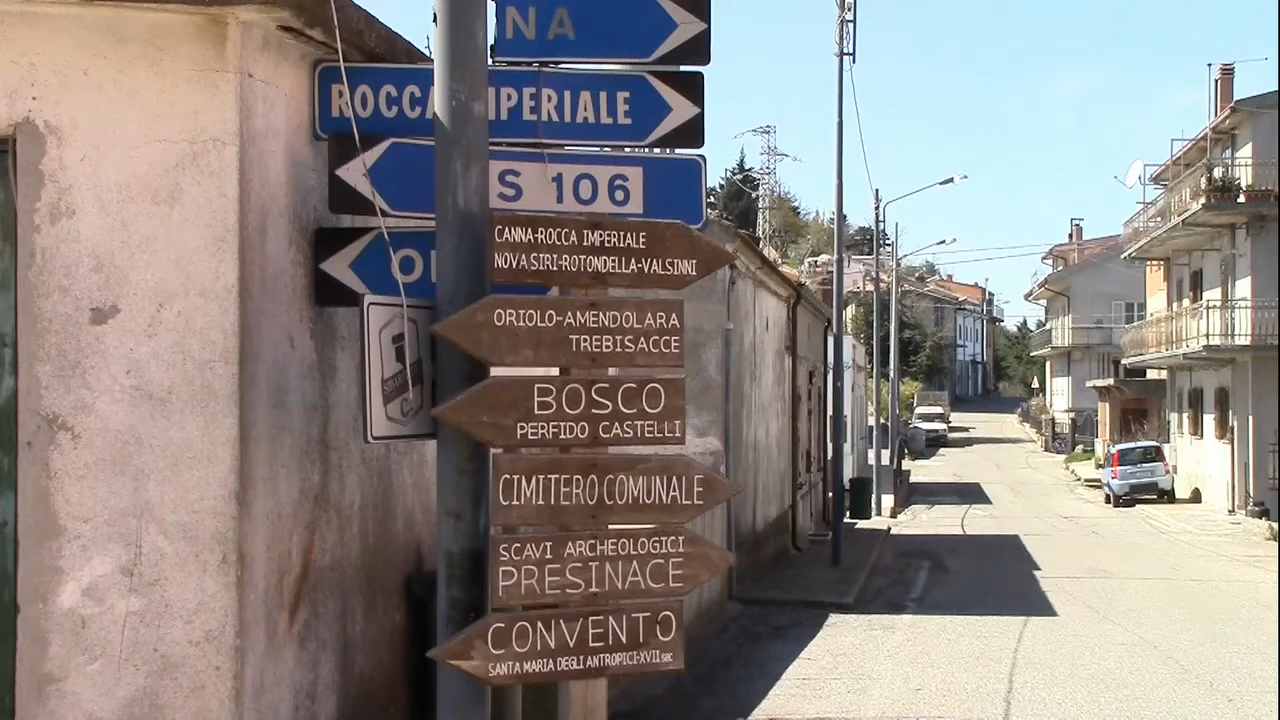 NA
ROCCA IMPERIALE
S 106
CANNA-ROCCA IMPERIALE
NOVA SIRI-ROTONDELLA-VALSINNI
ORIOLO-AMENDOLARA
TREBISACCE
BOSCO
PERFIDO CASTELLI
CIMITERO COMUNALE
SCAVI ARCHEOLOGICI
PRESINACE
CONVENTO
SANTA MARIA DEGLI ANTROPICI-XVII sec